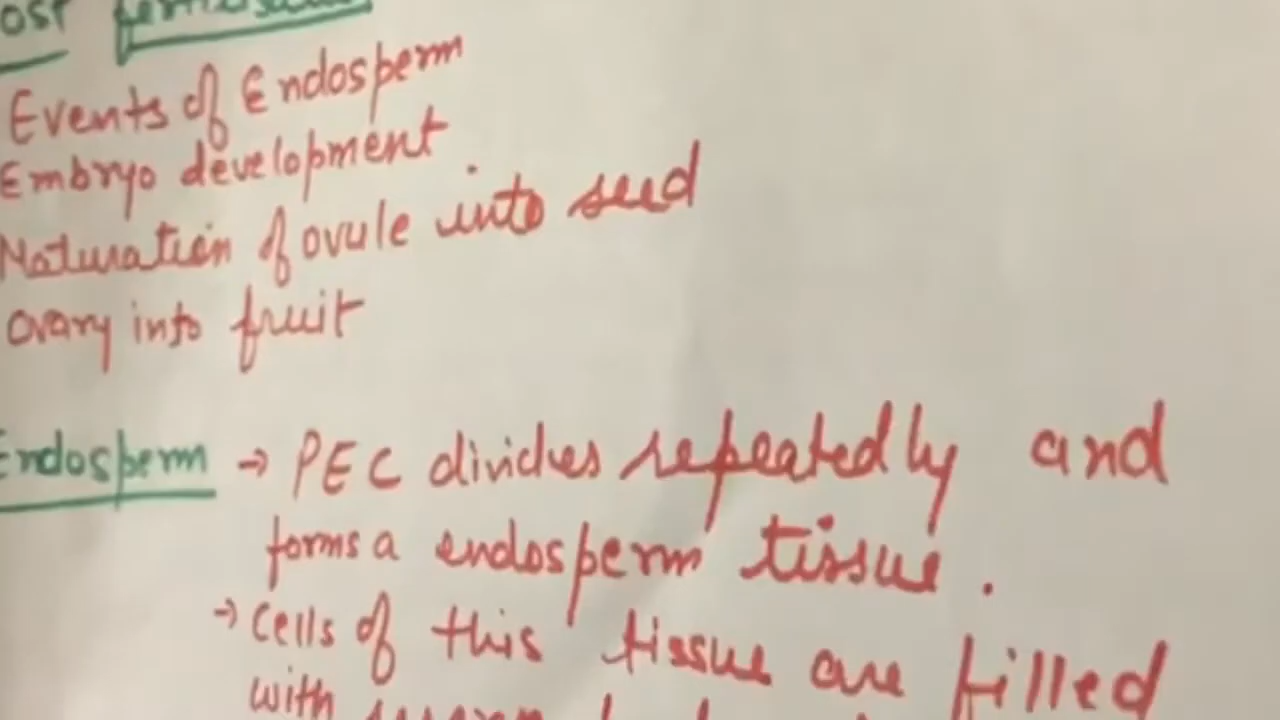 Events of Endosperm
Embryo development
Maturation of ovule into seed
Ovary into fruit
Endosperm → PEC divides repeatedly and
forms a endosperm tissue.
→ Cells of this tissue are filled
with